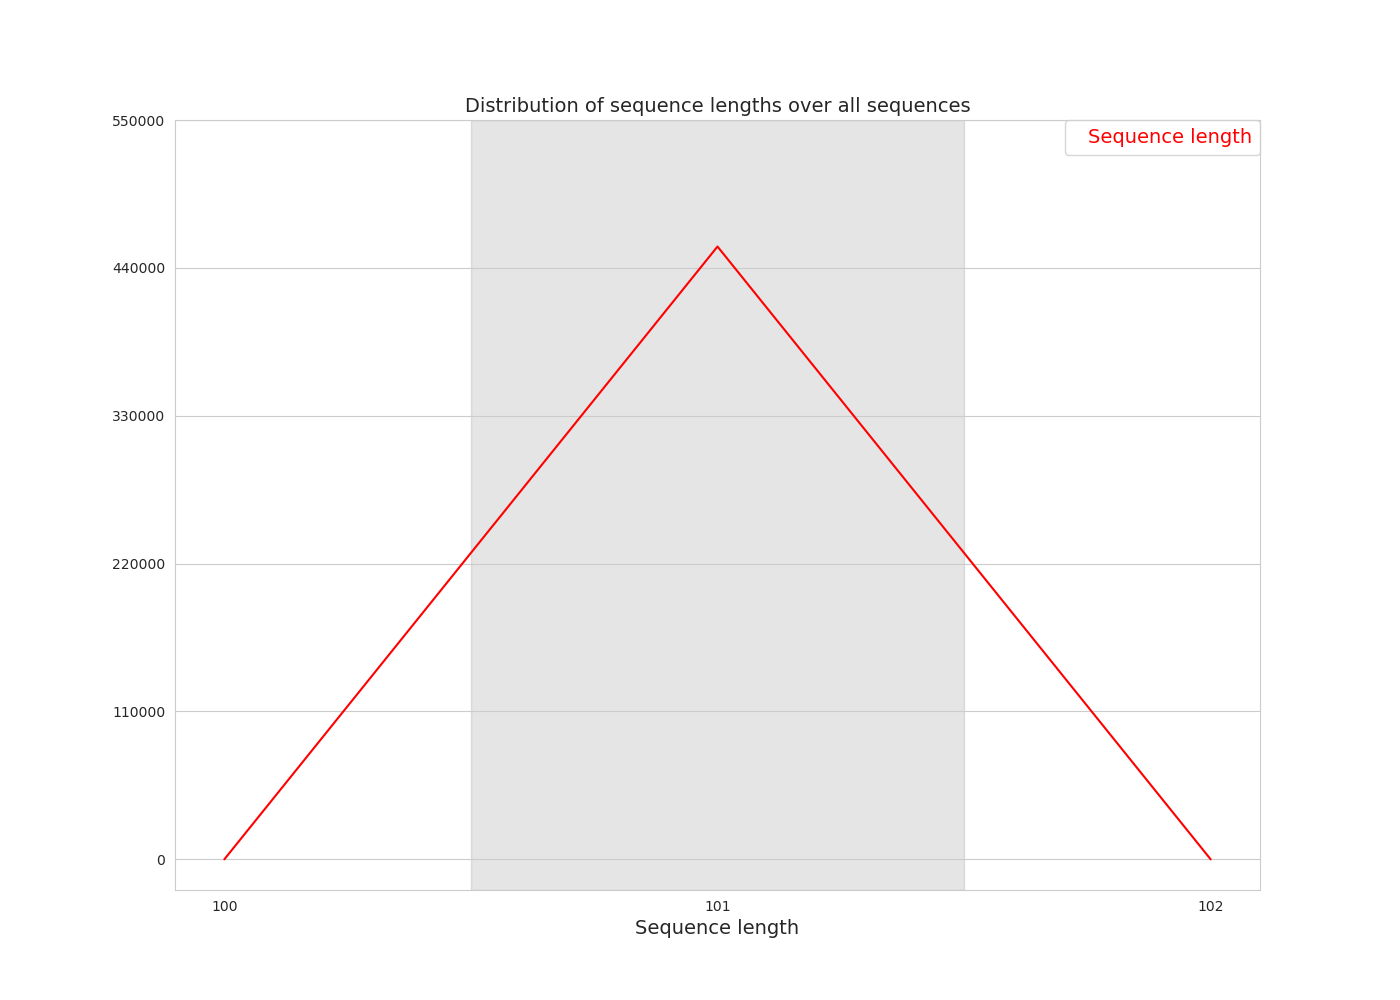 Distribution of sequence lengths over all sequences
Sequence length
550000
440000
330000
220000
110000
0
100 101 102
Sequence length